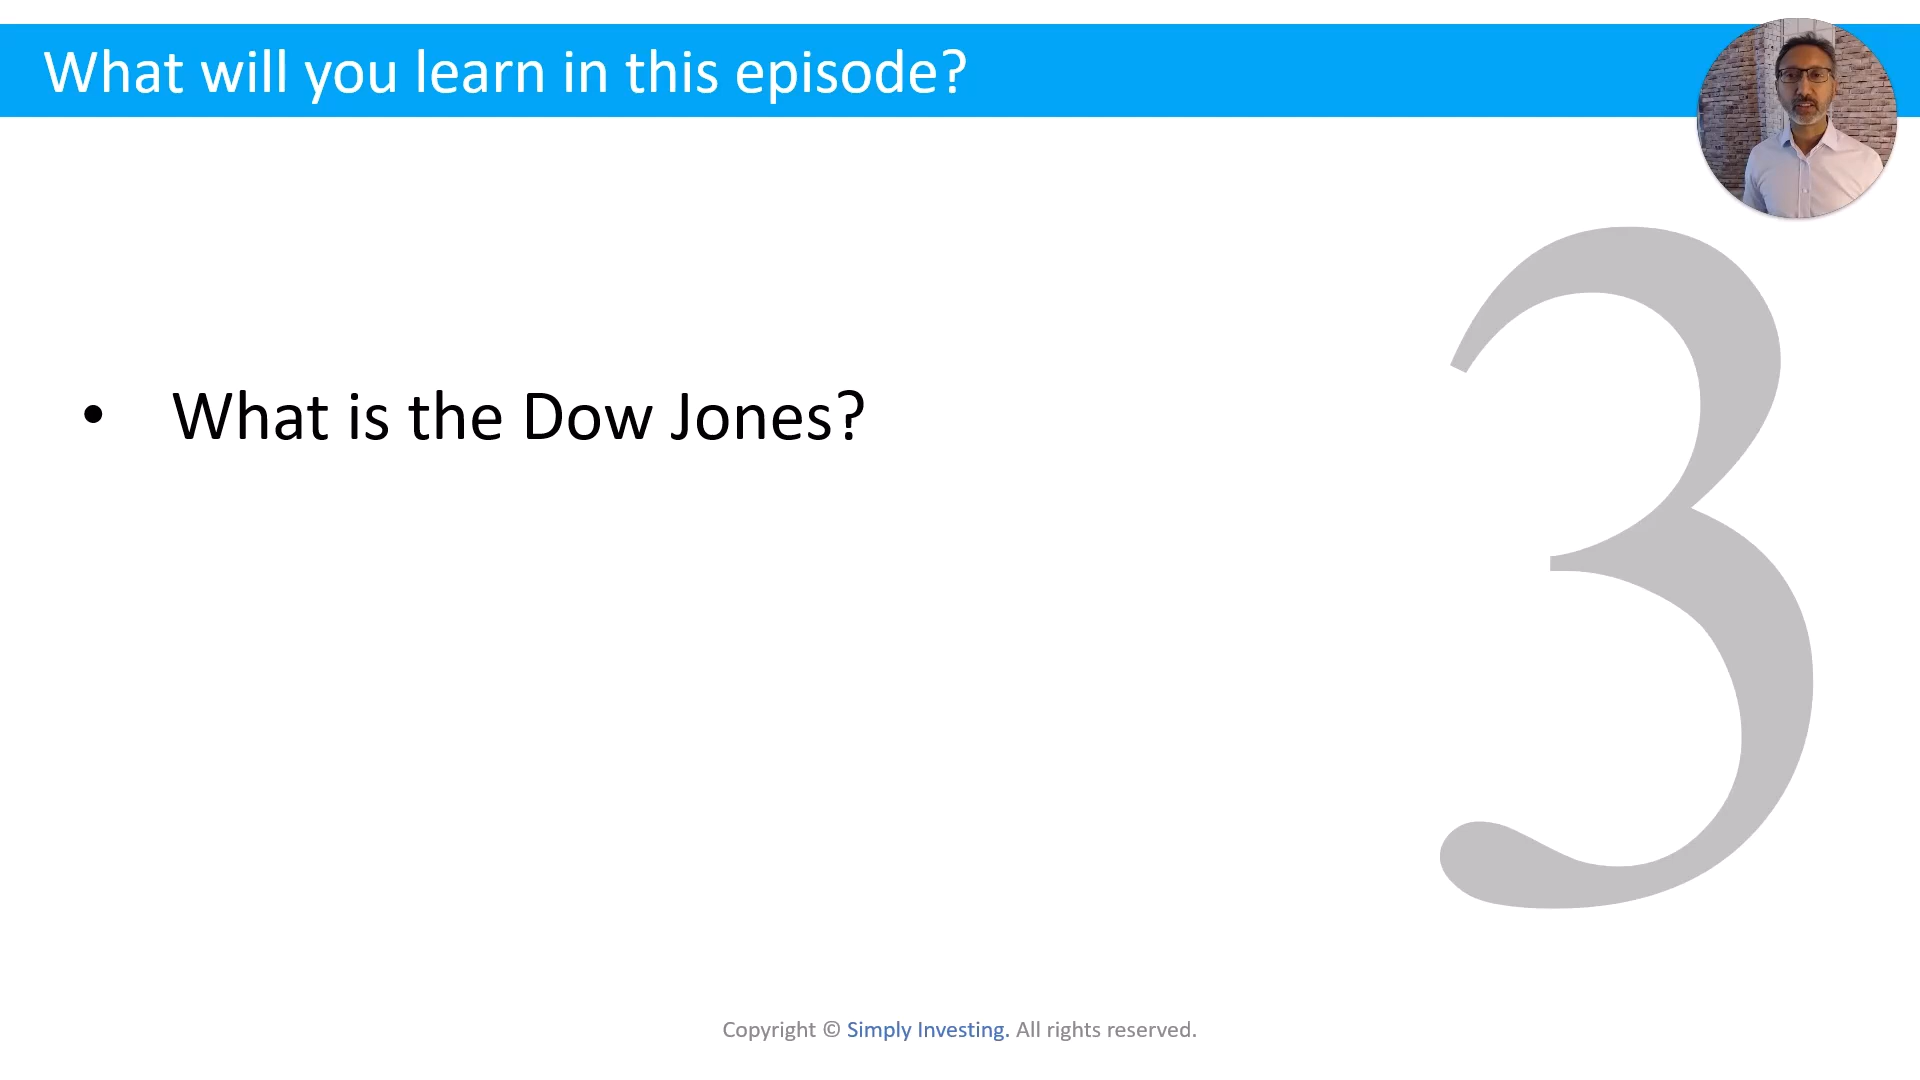 What will you learn in this episode?
• What is the Dow Jones?
3
Copyright © Simply Investing. All rights reserved.